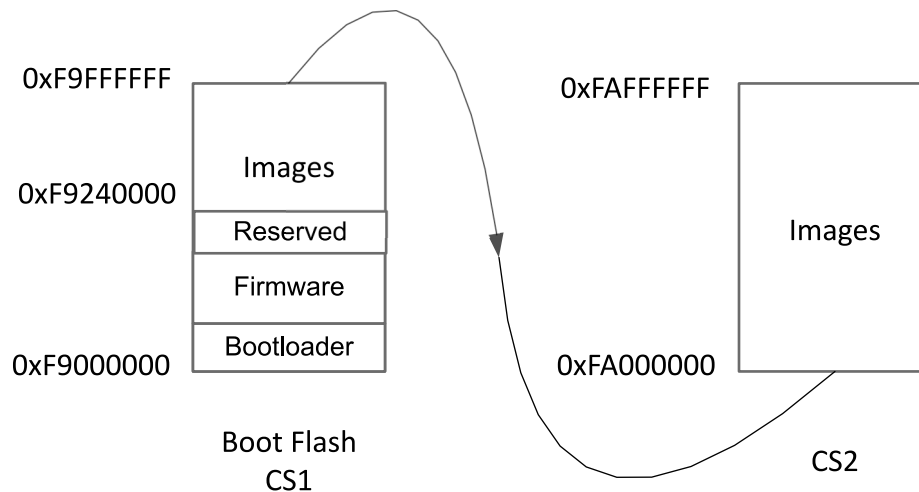 0xF9FFFFFF
Images
0xF9240000
Reserved
Firmware
Bootloader
0xF9000000
Boot Flash
CS1
0xFAFFFFFF
Images
0xFA000000
CS2